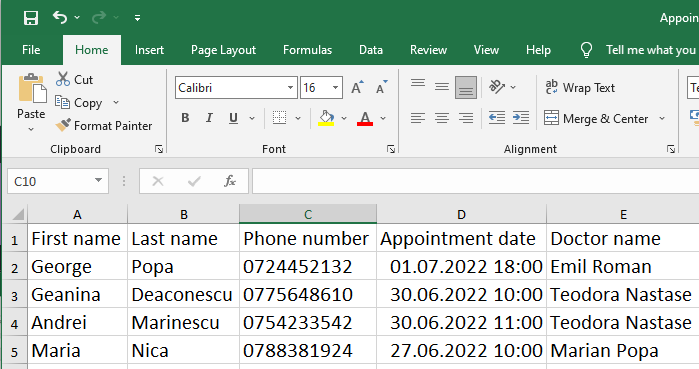 Appoin
File Home Insert Page Layout Formulas Data Review View Help Tell me what you
Cut
Copy
Format Painter
Paste
Clipboard
Calibri 16 A A
B I U A
Font
ab Wrap Text
Merge & Center
Alignment
Te
C10 fx
A B C D E
1 First name Last name Phone number Appointment date Doctor name
2 George Popa 0724452132 01.07.2022 18:00 Emil Roman
3 Geanina Deaconescu 0775648610 30.06.2022 10:00 Teodora Nastase
4 Andrei Marinescu 0754233542 30.06.2022 11:00 Teodora Nastase
5 Maria Nica 0788381924 27.06.2022 10:00 Marian Popa